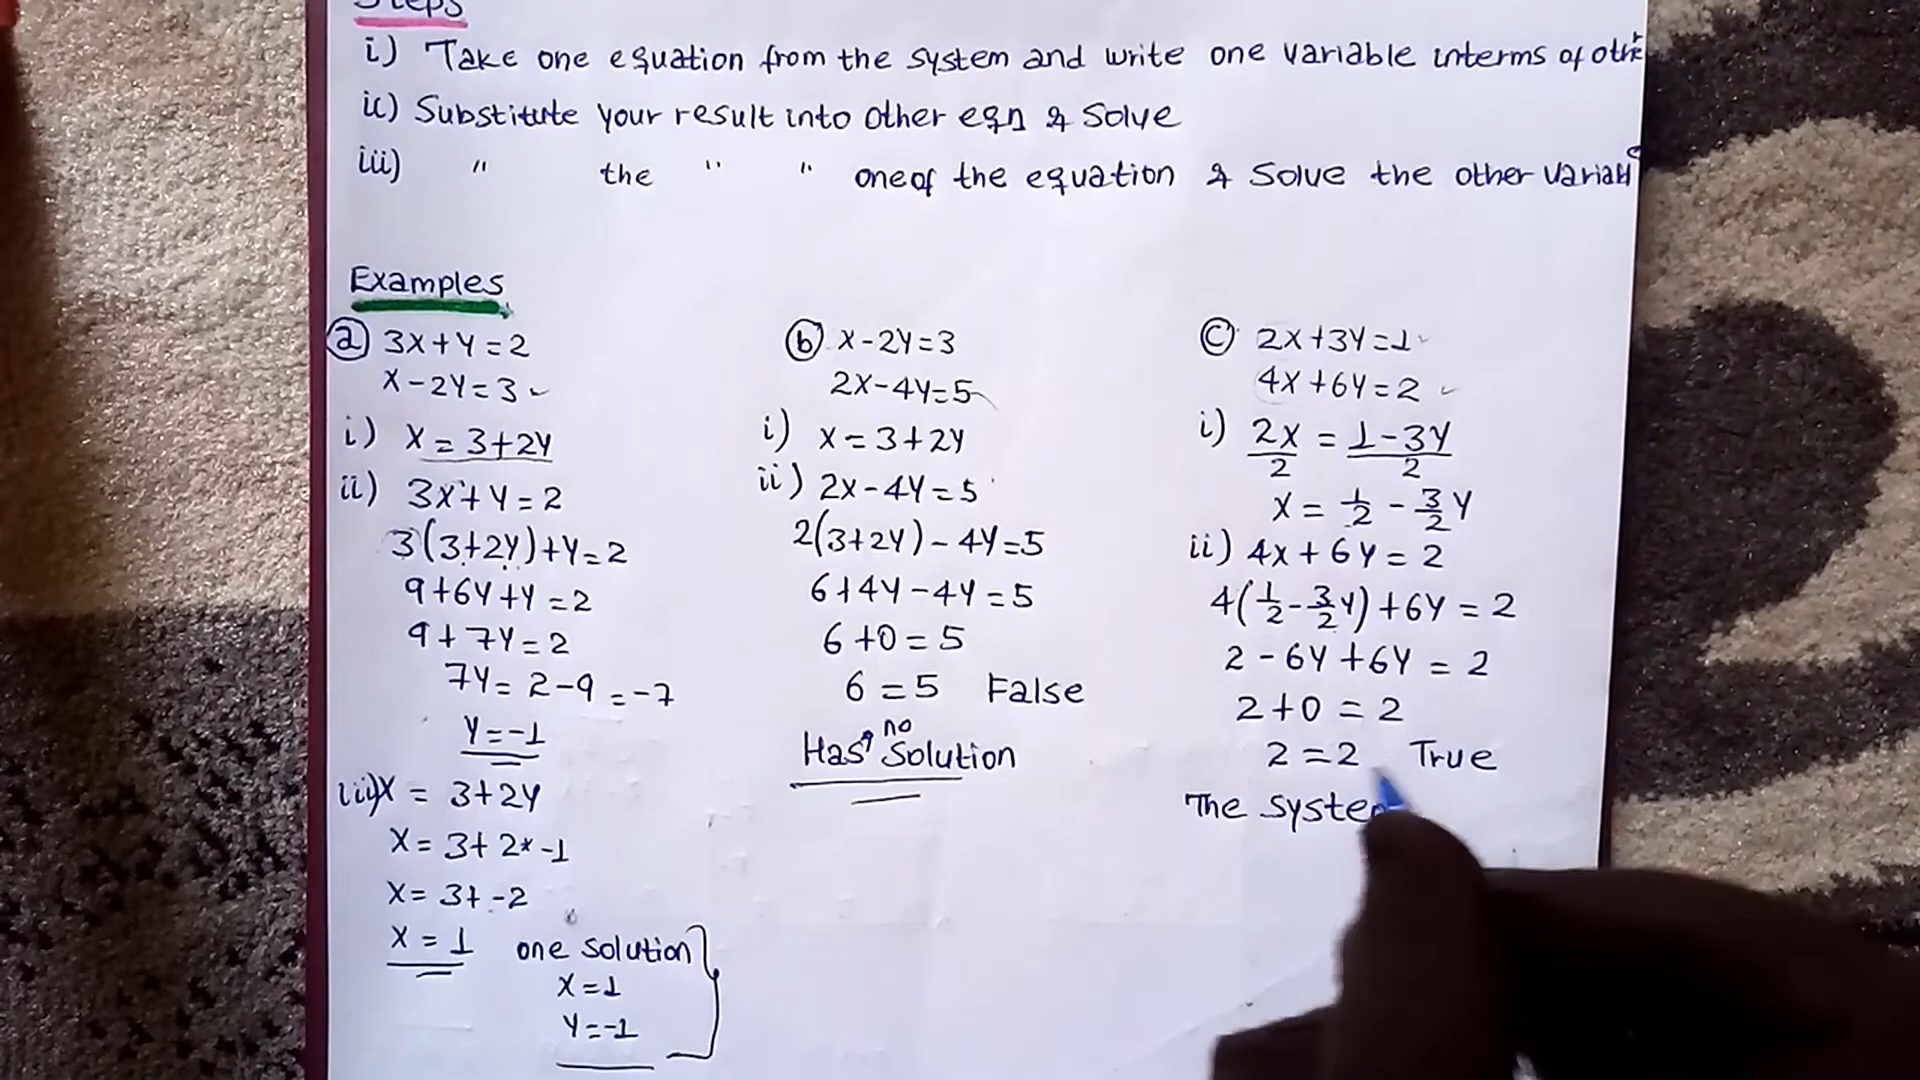 Steps
i) Take one equation from the system and write one variable interms of othr
ii) Substitute your result into other eqn & Solve
iii) " the " " one of the equation & Solve the other Variabl
Examples
a) 3x+y=2
x-2y=3
i) x=3+2y
ii) 3x+y=2
3(3+2y)+y=2
9+6y+y=2
9+7y=2
7y=2-9=-7
y=-1
iii) x=3+2y
x=3+2*-1
x=3+-2
x=1 one solution
x=1
y=-1
b) x-2y=3
2x-4y=5
i) x=3+2y
ii) 2x-4y=5
2(3+2y)-4y=5
6+4y-4y=5
6+0=5
6=5 False
Has no Solution
c) 2x+3y=1
4x+6y=2
i) 2x/2 = 1-3y/2
x=1/2-3/2y
ii) 4x+6y=2
4(1/2-3/2y)+6y=2
2-6y+6y=2
2+0=2
2=2 True
The System